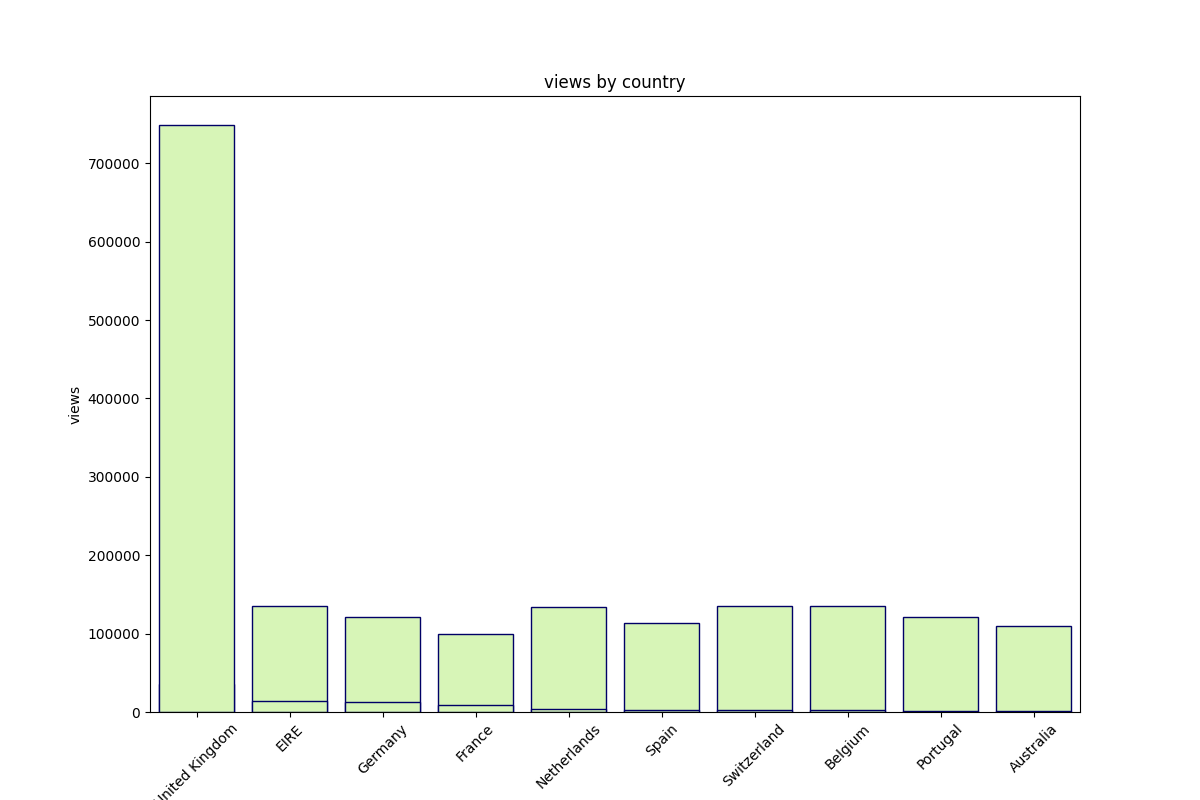 views by country
700000
600000
500000
400000
300000
200000
100000
0
views
United Kingdom
EIRE
Germany
France
Netherlands
Spain
Switzerland
Belgium
Portugal
Australia